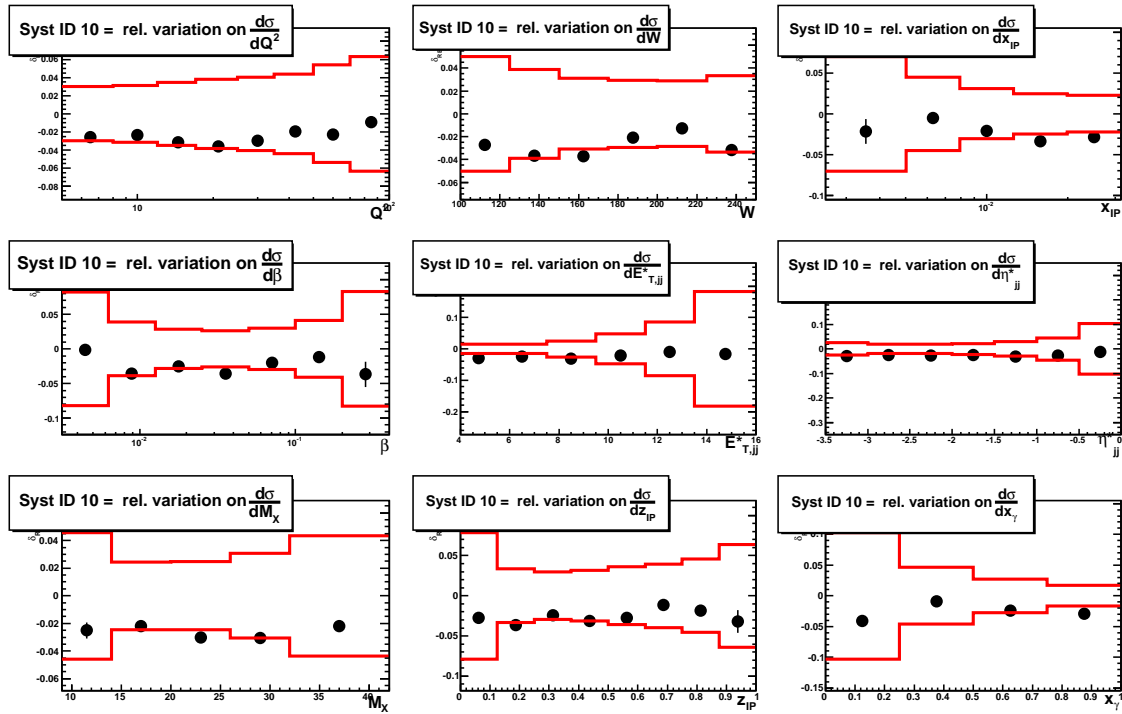 Syst ID 10 = rel. variation on dσ/dQ²
0.06
0.04
0.02
0
-0.02
-0.04
-0.06
-0.08
10
Q²
Syst ID 10 = rel. variation on dσ/dW
0.04
0.02
0
-0.02
-0.04
-0.06
-0.08
100 120 140 160 180 200 220 240
W
Syst ID 10 = rel. variation on dσ/dx_IP
0.05
0
-0.05
-0.1
10⁻²
x_IP
Syst ID 10 = rel. variation on dσ/dβ
0.05
0
-0.05
-0.1
10⁻² 10⁻¹
β
Syst ID 10 = rel. variation on dσ/dE*_T,jj
0.1
0
-0.1
-0.2
4 6 8 10 12 14 16
E*_T,jj
Syst ID 10 = rel. variation on dσ/dη*_jj
0.1
0
-0.1
-0.2
-0.3
-3.5 -3 -2.5 -2 -1.5 -1 -0.5 0
η*_jj
Syst ID 10 = rel. variation on dσ/dM_X
0.04
0.02
0
-0.02
-0.04
-0.06
10 15 20 25 30 35 40
M_X
Syst ID 10 = rel. variation on dσ/dz_IP
0.05
0
-0.05
-0.1
0 0.1 0.2 0.3 0.4 0.5 0.6 0.7 0.8 0.9 1
z_IP
Syst ID 10 = rel. variation on dσ/dx_γ
0.05
0
-0.05
-0.1
-0.15
0 0.1 0.2 0.3 0.4 0.5 0.6 0.7 0.8 0.9 1
x_γ